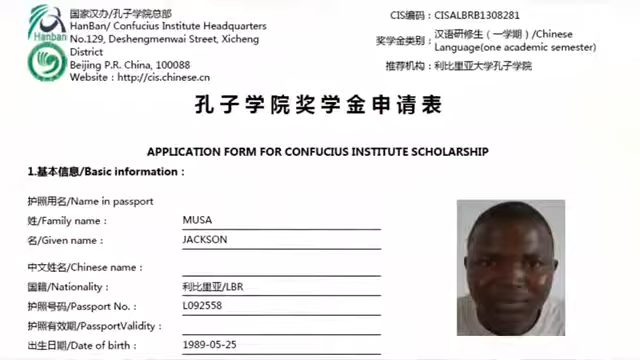 国家汉办/孔子学院总部
HanBan/ Confucius Institute Headquarters
No.129, Deshengmenwai Street, Xicheng
District
Beijing P.R. China, 100088
Website : http://cis.chinese.cn
Hanban
CIS编码 : CISALBRB1308281
奖学金类别 : 汉语研修生（一学期）/Chinese
Language(one academic semester)
推荐机构 : 利比里亚大学孔子学院
孔子学院奖学金申请表
APPLICATION FORM FOR CONFUCIUS INSTITUTE SCHOLARSHIP
1.基本信息/Basic information :
护照用名/Name in passport
姓/Family name : MUSA
名/Given name : JACKSON
中文姓名/Chinese name :
国籍/Nationality : 利比里亚/LBR
护照号码/Passport No. : L092558
护照有效期/PassportValidity :
出生日期/Date of birth : 1989-05-25